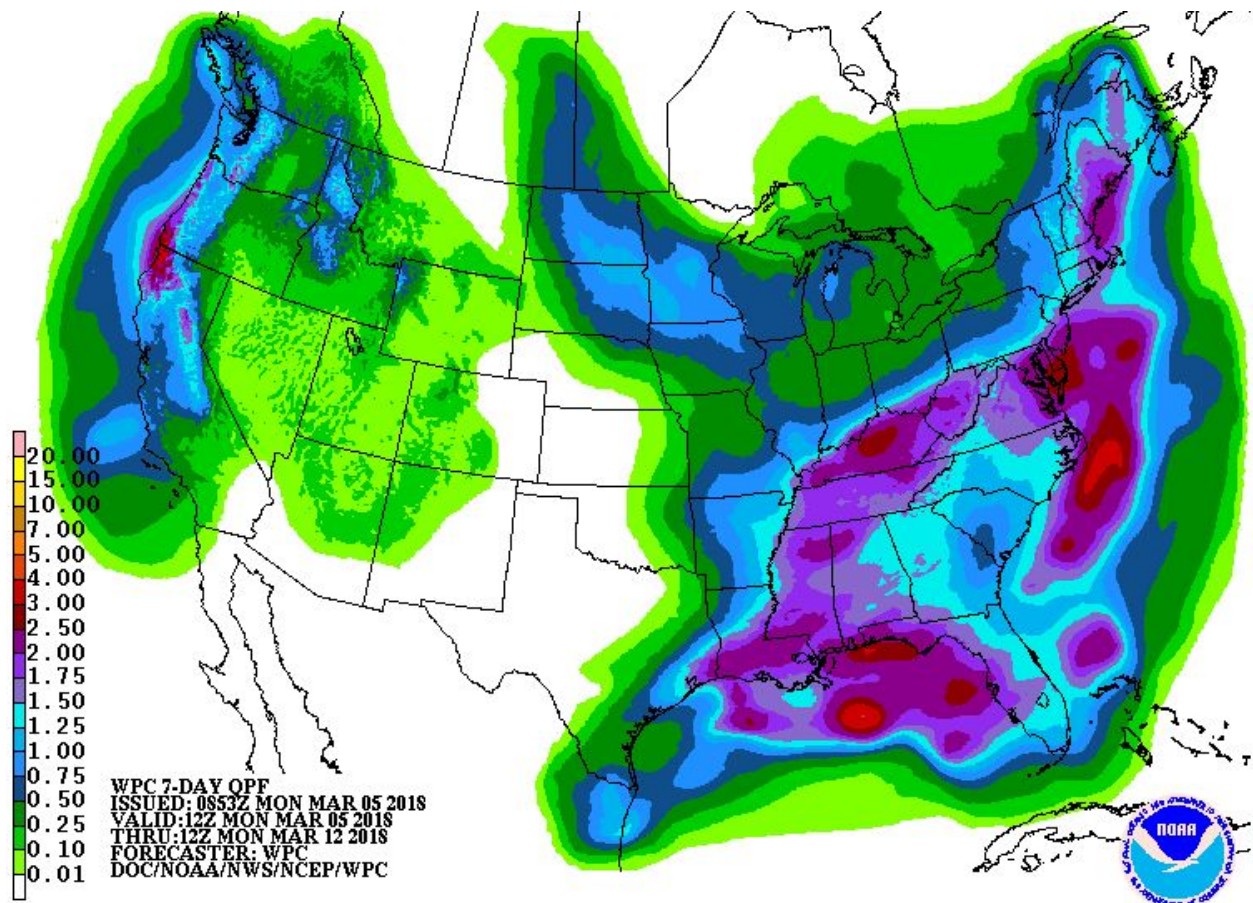 20.00
15.00
10.00
7.00
5.00
4.00
3.00
2.50
2.00
1.75
1.50
1.25
1.00
0.75
0.50
0.25
0.10
0.01
WPC 7-DAY QPF
ISSUED: 0853Z MON MAR 05 2018
VALID:12Z MON MAR 05 2018
THRU:12Z MON MAR 12 2018
FORECASTER: WPC
DOC/NOAA/NWS/NCEP/WPC
NOAA